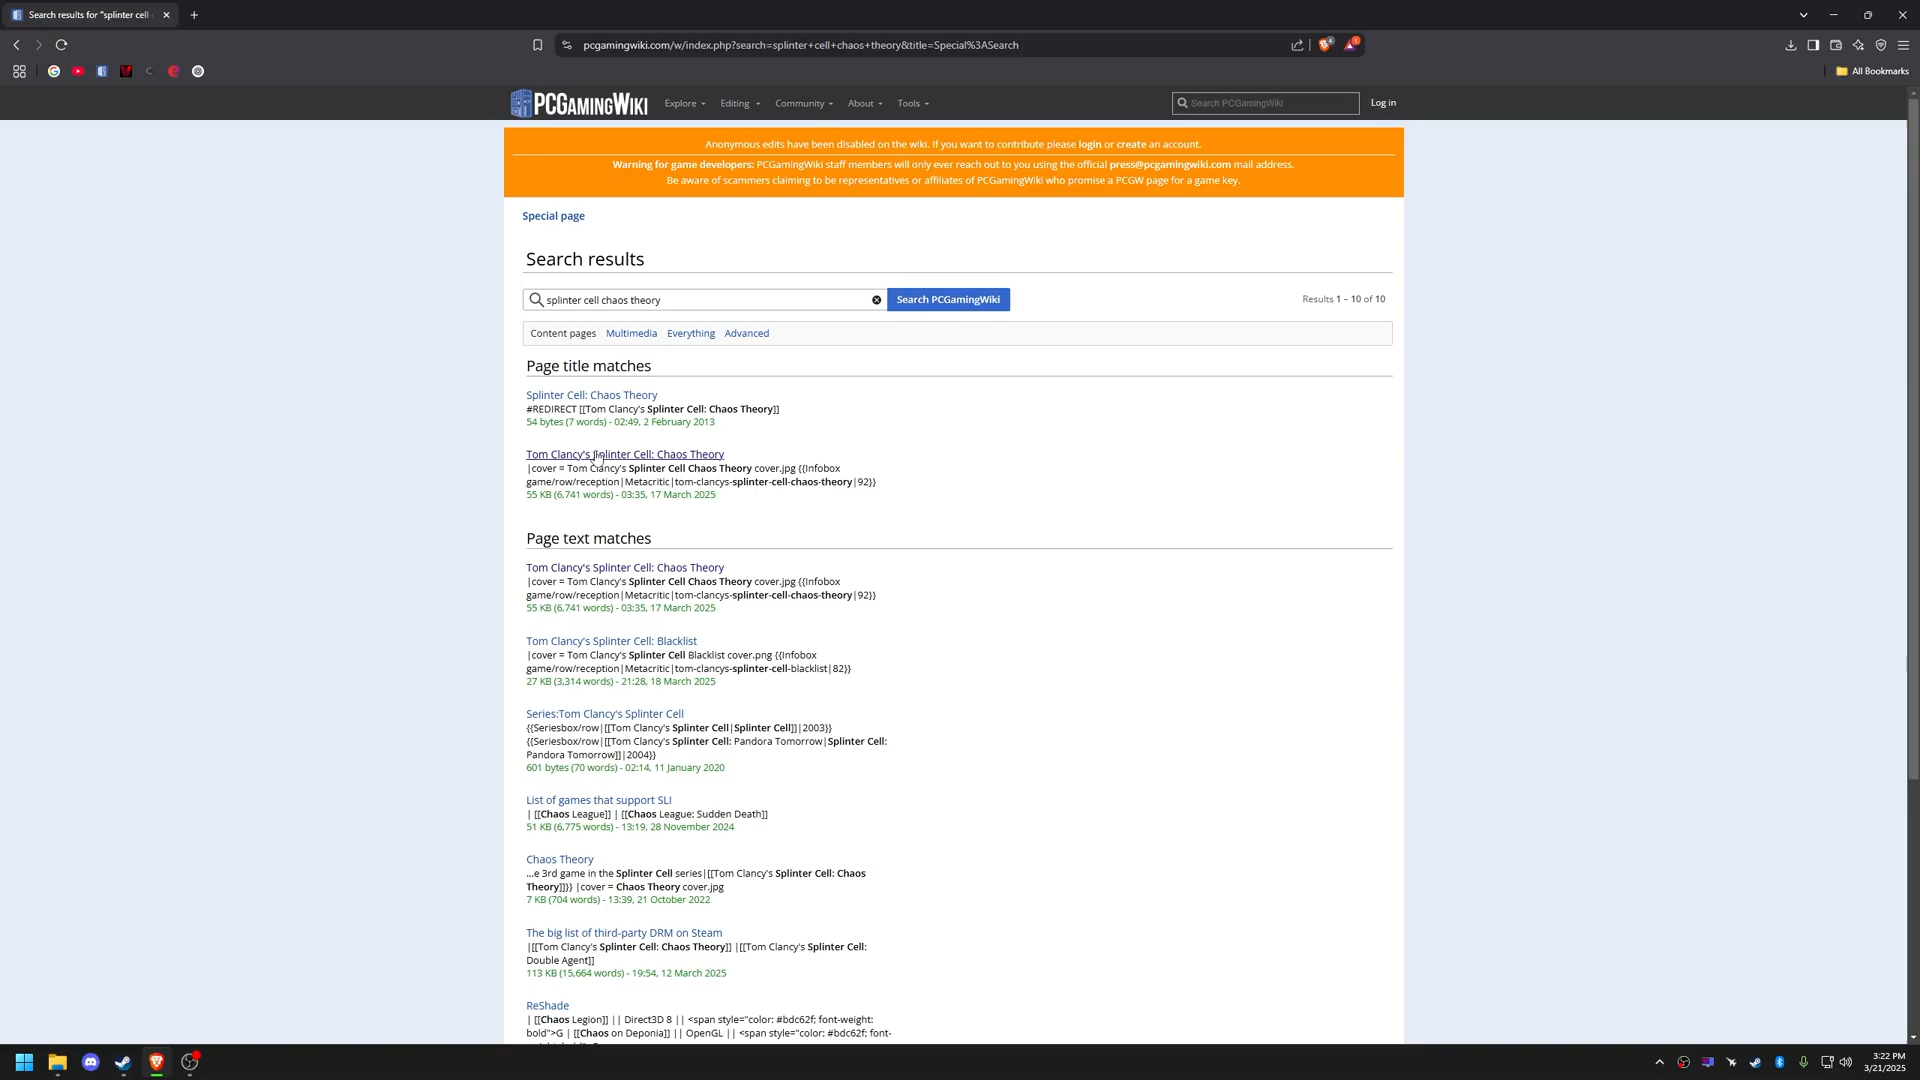 Search results for "splinter cell
pcgamingwiki.com/w/index.php?search=splinter+cell+chaos+theory&title=Special%3ASearch
4
1
All Bookmarks
PCGamingWiki
Explore
Editing
Community
About
Tools
Search PCGamingWiki
Log in
Anonymous edits have been disabled on the wiki. If you want to contribute please login or create an account.
Warning for game developers: PCGamingWiki staff members will only ever reach out to you using the official press@pcgamingwiki.com mail address.
Be aware of scammers claiming to be representatives or affiliates of PCGamingWiki who promise a PCGW page for a game key.
Special page
Search results
splinter cell chaos theory
Search PCGamingWiki
Results 1 – 10 of 10
Content pages Multimedia Everything Advanced
Page title matches
Splinter Cell: Chaos Theory
#REDIRECT [[Tom Clancy's Splinter Cell: Chaos Theory]]
54 bytes (7 words) - 02:49, 2 February 2013
Tom Clancy's Splinter Cell: Chaos Theory
|cover = Tom Clancy's Splinter Cell Chaos Theory cover.jpg {{Infobox
game/row/reception|Metacritic|tom-clancys-splinter-cell-chaos-theory|92}}
55 KB (6,741 words) - 03:35, 17 March 2025
Page text matches
Tom Clancy's Splinter Cell: Chaos Theory
|cover = Tom Clancy's Splinter Cell Chaos Theory cover.jpg {{Infobox
game/row/reception|Metacritic|tom-clancys-splinter-cell-chaos-theory|92}}
55 KB (6,741 words) - 03:35, 17 March 2025
Tom Clancy's Splinter Cell: Blacklist
|cover = Tom Clancy's Splinter Cell Blacklist cover.png {{Infobox
game/row/reception|Metacritic|tom-clancys-splinter-cell-blacklist|82}}
27 KB (3,314 words) - 21:28, 18 March 2025
Series:Tom Clancy's Splinter Cell
{{Seriesbox/row|[[Tom Clancy's Splinter Cell|Splinter Cell]]|2003}}
{{Seriesbox/row|[[Tom Clancy's Splinter Cell: Pandora Tomorrow|Splinter Cell:
Pandora Tomorrow]]|2004}}
601 bytes (70 words) - 02:14, 11 January 2020
List of games that support SLI
| [[Chaos League]] | [[Chaos League: Sudden Death]]
51 KB (6,775 words) - 13:19, 28 November 2024
Chaos Theory
...e 3rd game in the Splinter Cell series|[[Tom Clancy's Splinter Cell: Chaos
Theory]]}} |cover = Chaos Theory cover.jpg
7 KB (704 words) - 13:39, 21 October 2022
The big list of third-party DRM on Steam
|[[Tom Clancy's Splinter Cell: Chaos Theory]] |[[Tom Clancy's Splinter Cell:
Double Agent]]
113 KB (15,664 words) - 19:54, 12 March 2025
ReShade
| [[Chaos Legion]] || Direct3D 8 || <span style="color: #bdc62f; font-weight:
bold">G | [[Chaos on Deponia]] || OpenGL || <span style="color: #bdc62f; font-
3:22 PM
3/21/2025